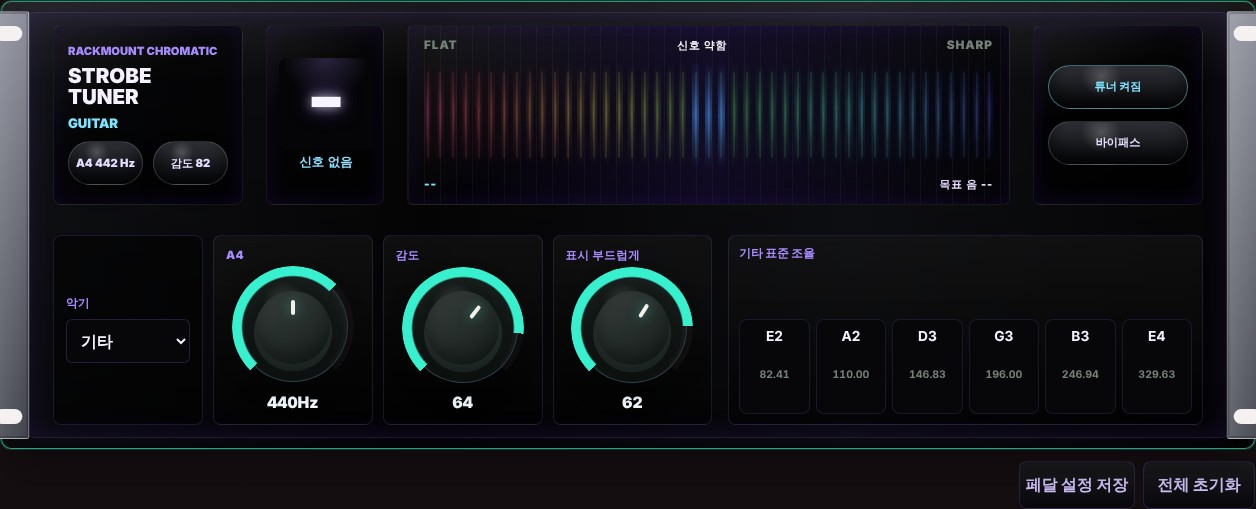 RACKMOUNT CHROMATIC
STROBE
TUNER
GUITAR
A4 442 Hz
감도 82
–
신호 없음
FLAT
신호 약함
SHARP
--
목표 음 --
튜너 켜짐
바이패스
악기
기타
A4
440Hz
감도
64
표시 부드럽게
62
기타 표준 조율
E2
A2
D3
G3
B3
E4
82.41
110.00
146.83
196.00
246.94
329.63
페달 설정 저장
전체 초기화